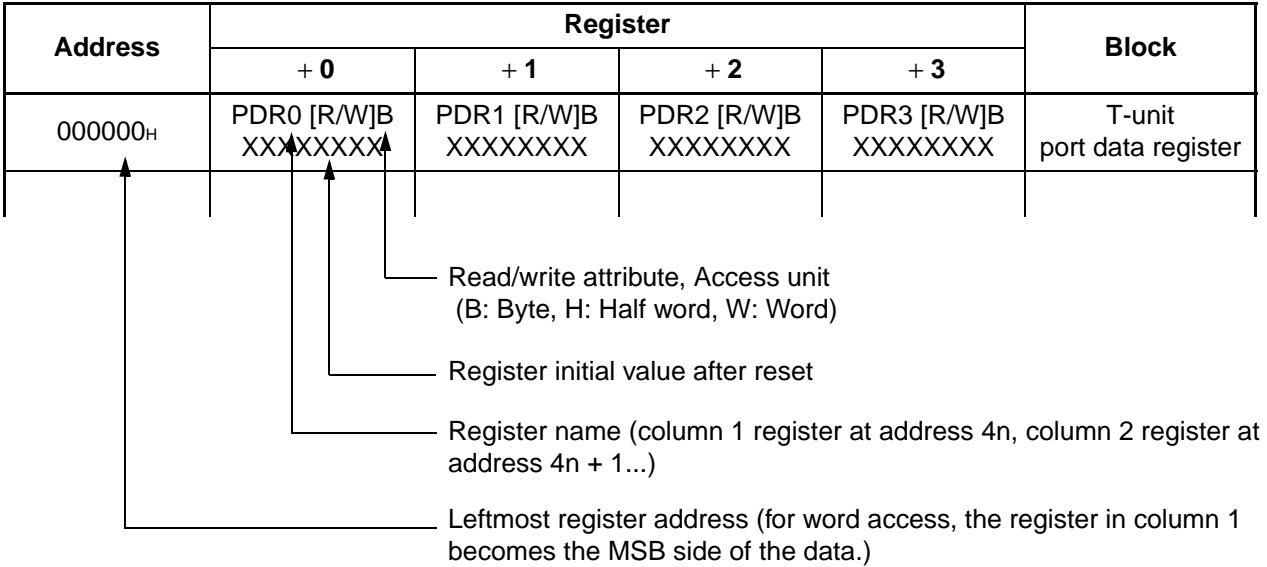 Address
Register
Block
+ 0
+ 1
+ 2
+ 3
000000H
PDR0 [R/W]B
XXXXXXXX
PDR1 [R/W]B
XXXXXXXX
PDR2 [R/W]B
XXXXXXXX
PDR3 [R/W]B
XXXXXXXX
T-unit
port data register
Read/write attribute, Access unit
(B: Byte, H: Half word, W: Word)
Register initial value after reset
Register name (column 1 register at address 4n, column 2 register at
address 4n + 1...)
Leftmost register address (for word access, the register in column 1
becomes the MSB side of the data.)